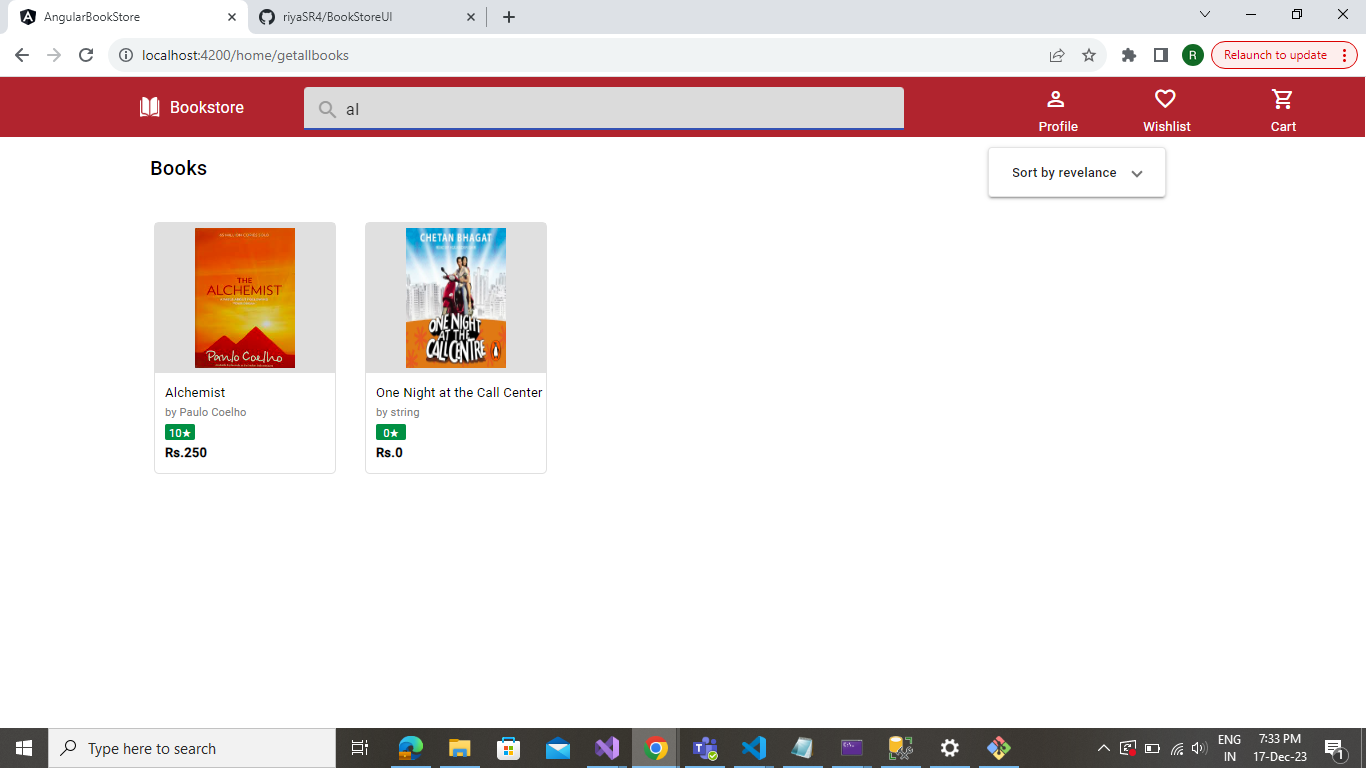 AngularBookStore
riyaSR4/BookStoreUI
localhost:4200/home/getallbooks
R
Relaunch to update
Bookstore
al
Profile
Wishlist
Cart
Books
Sort by revelance
THE
ALCHEMIST
Paulo Coelho
CHETAN BHAGAT
ONE NIGHT
AT THE
CALL CENTRE
Alchemist
by Paulo Coelho
10★
Rs.250
One Night at the Call Center
by string
0★
Rs.0
Type here to search
ENG
IN
7:33 PM
17-Dec-23
1